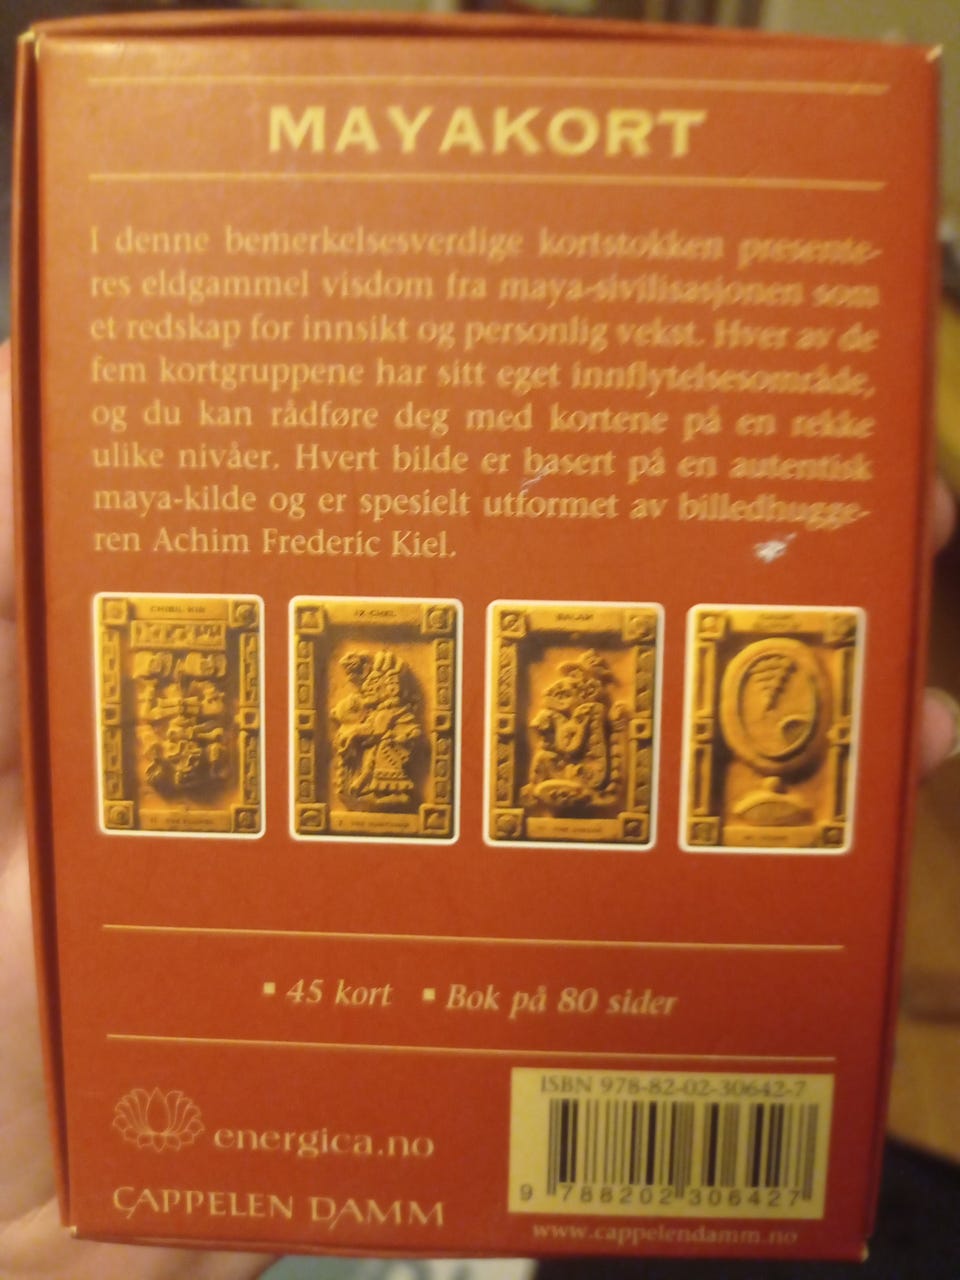 MAYAKORT
I denne bemerkelsesverdige kortstokken presente-
res eldgammel visdom fra maya-sivilisasjonen som
et redskap for innsikt og personlig vekst. Hver av de
fem kortgruppene har sitt eget innflytelsesområde,
og du kan rådføre deg med kortene på en rekke
ulike nivåer. Hvert bilde er basert på en autentisk
maya-kilde og er spesielt utformet av billedhugge-
ren Achim Frederic Kiel.
IX CHEL
BALAM
▪ 45 kort ▪ Bok på 80 sider
ISBN 978-82-02-30642-7
energica.no
9 788202 306427
CAPPELEN DAMM
www.cappelendamm.no